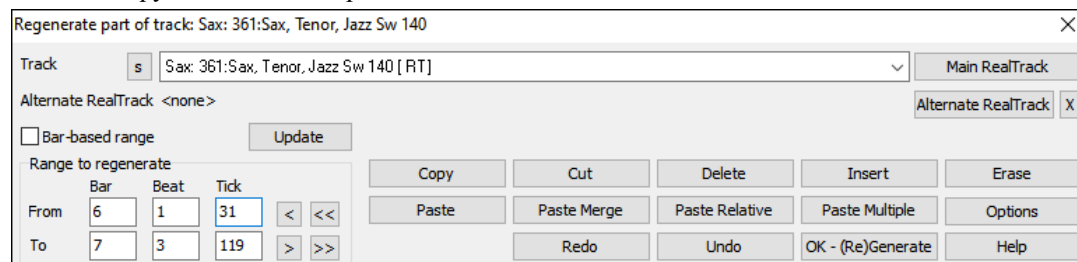 Regenerate part of track: Sax: 361:Sax, Tenor, Jazz Sw 140 X
Track s Sax: 361:Sax, Tenor, Jazz Sw 140 [ RT] Main RealTrack
Alternate RealTrack <none> Alternate RealTrack X
Bar-based range Update
Range to regenerate
Copy Cut Delete Insert Erase
Bar Beat Tick
From 6 1 31 < << Paste Paste Merge Paste Relative Paste Multiple Options
To 7 3 119 > >> Redo Undo OK - (Re)Generate Help